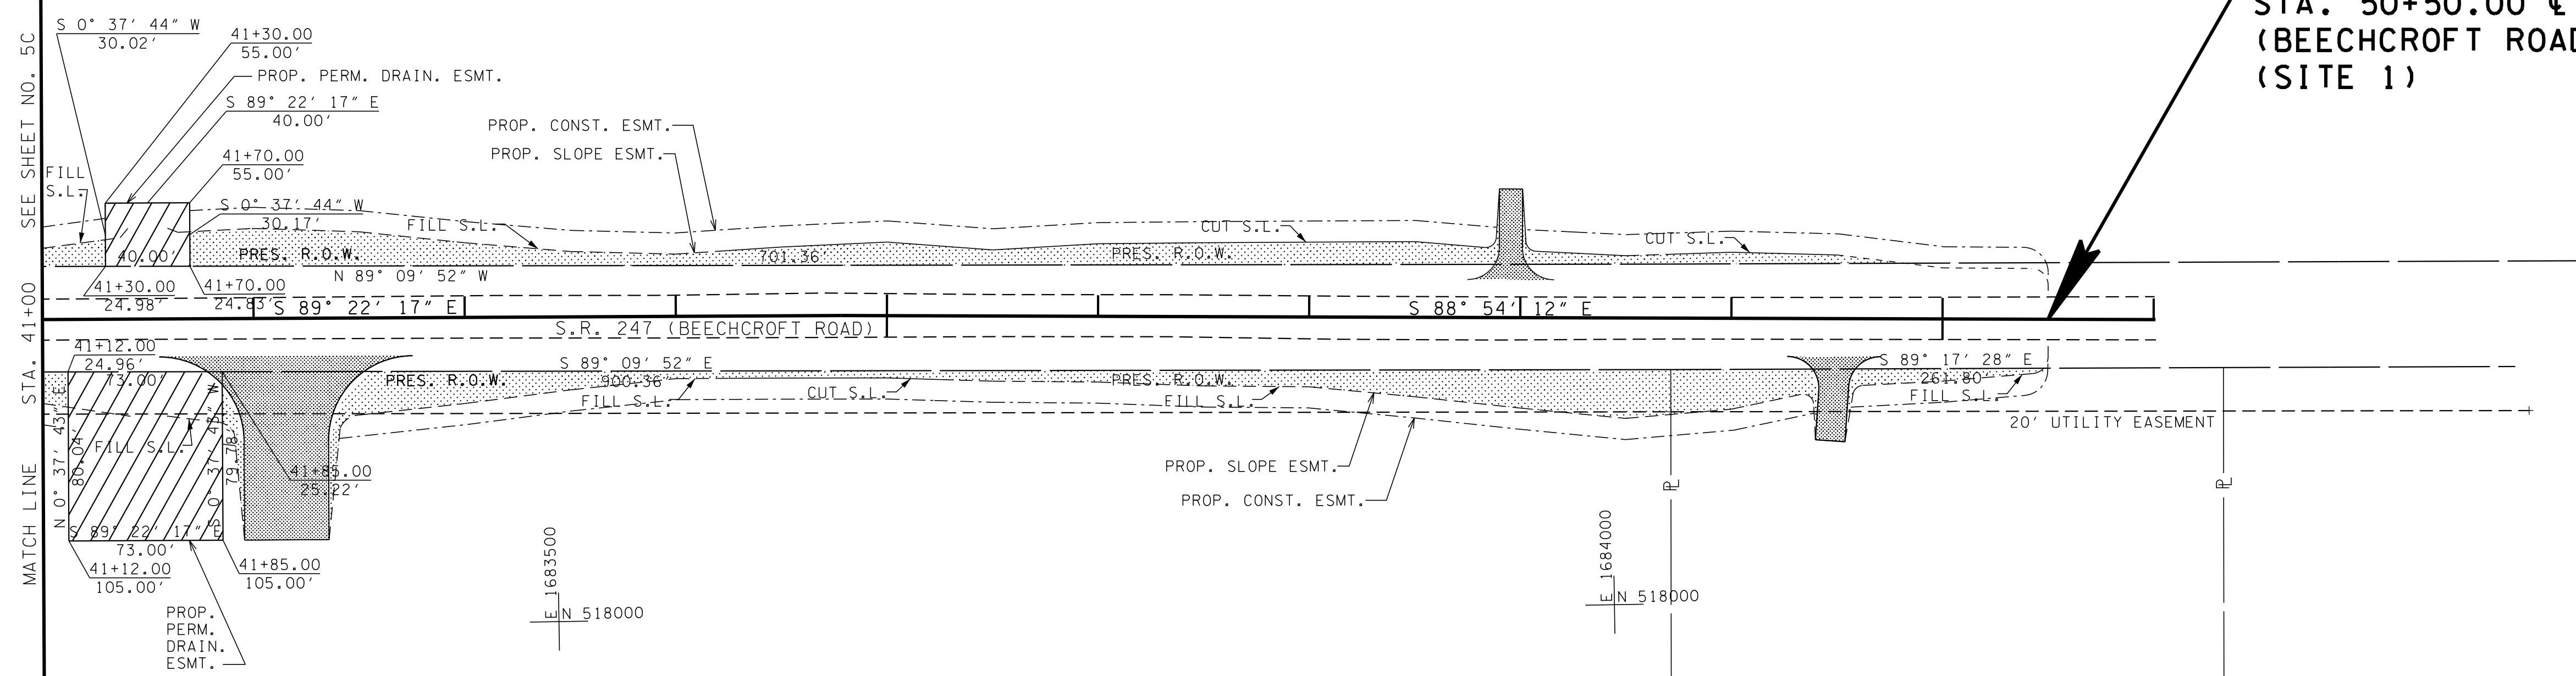 S 0° 37' 44" W
30.02'
41+30.00
55.00'
PROP. PERM. DRAIN. ESMT.
S 89° 22' 17" E
40.00'
41+70.00
55.00'
FILL
S.L.
S 0° 37' 44" W
30.17'
FILL S.L.
PROP. CONST. ESMT.
PROP. SLOPE ESMT.
CUT S.L.
CUT S.L.
STA. 50+50.00 ℄
(BEECHCROFT ROAD
(SITE 1)
40.00'
PRES. R.O.W.
701.36'
PRES. R.O.W.
N 89° 09' 52" W
41+30.00
24.98'
41+70.00
24.83'
S 89° 22' 17" E
S 88° 54' 12" E
S.R. 247 (BEECHCROFT ROAD)
MATCH LINE STA. 41+00 SEE SHEET NO. 5C
41+12.00
24.96'
73.00'
S 89° 09' 52" E
900.36'
PRES. R.O.W.
PRES. R.O.W.
S 89° 17' 28" E
261.80'
FILL S.L.
CUT S.L.
FILL S.L.
FILL S.L.
20' UTILITY EASEMENT
N 0° 37' 43" E
80.04'
FILL S.L.
S 0° 37' 43" W
79.78'
41+85.00
25.22'
PROP. SLOPE ESMT.
PROP. CONST. ESMT.
S 89° 22' 17" E
73.00'
41+12.00
105.00'
41+85.00
105.00'
PROP.
PERM.
DRAIN.
ESMT.
E 1683500
N 518000
E 1684000
N 518000
PL
PL